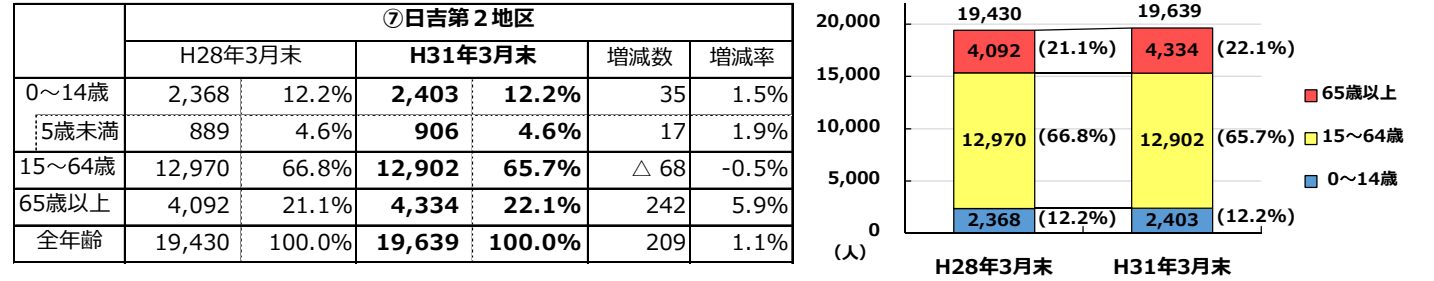 ⑦日吉第２地区
H28年3月末 H31年3月末 増減数 増減率
0～14歳 2,368 12.2% 2,403 12.2% 35 1.5%
5歳未満 889 4.6% 906 4.6% 17 1.9%
15～64歳 12,970 66.8% 12,902 65.7% △ 68 -0.5%
65歳以上 4,092 21.1% 4,334 22.1% 242 5.9%
全年齢 19,430 100.0% 19,639 100.0% 209 1.1%
19,430 19,639
20,000
4,092 (21.1%) 4,334 (22.1%)
15,000
65歳以上
10,000
12,970 (66.8%) 12,902 (65.7%) 15～64歳
5,000
0～14歳
2,368 (12.2%) 2,403 (12.2%)
0
（人）
H28年3月末 H31年3月末